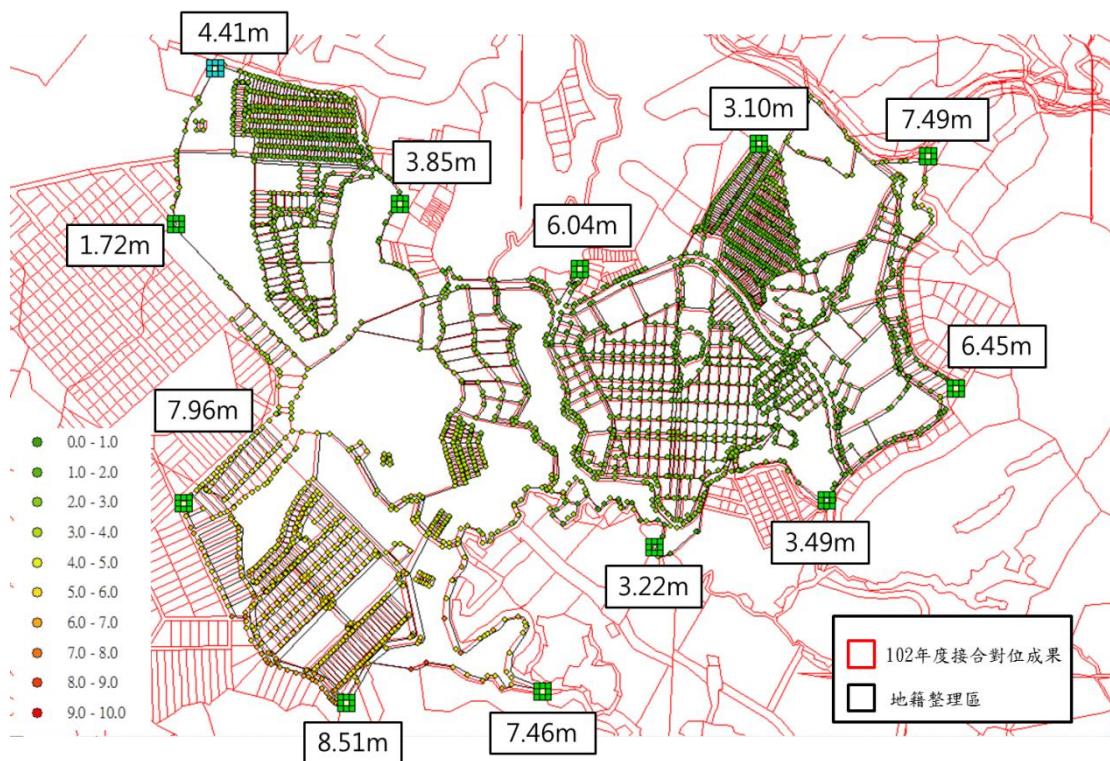 4.41m
3.10m
7.49m
3.85m
1.72m
6.04m
6.45m
7.96m
3.49m
3.22m
8.51m
7.46m
0.0 - 1.0
1.0 - 2.0
2.0 - 3.0
3.0 - 4.0
4.0 - 5.0
5.0 - 6.0
6.0 - 7.0
7.0 - 8.0
8.0 - 9.0
9.0 - 10.0
102年度接合對位成果
地籍整理區